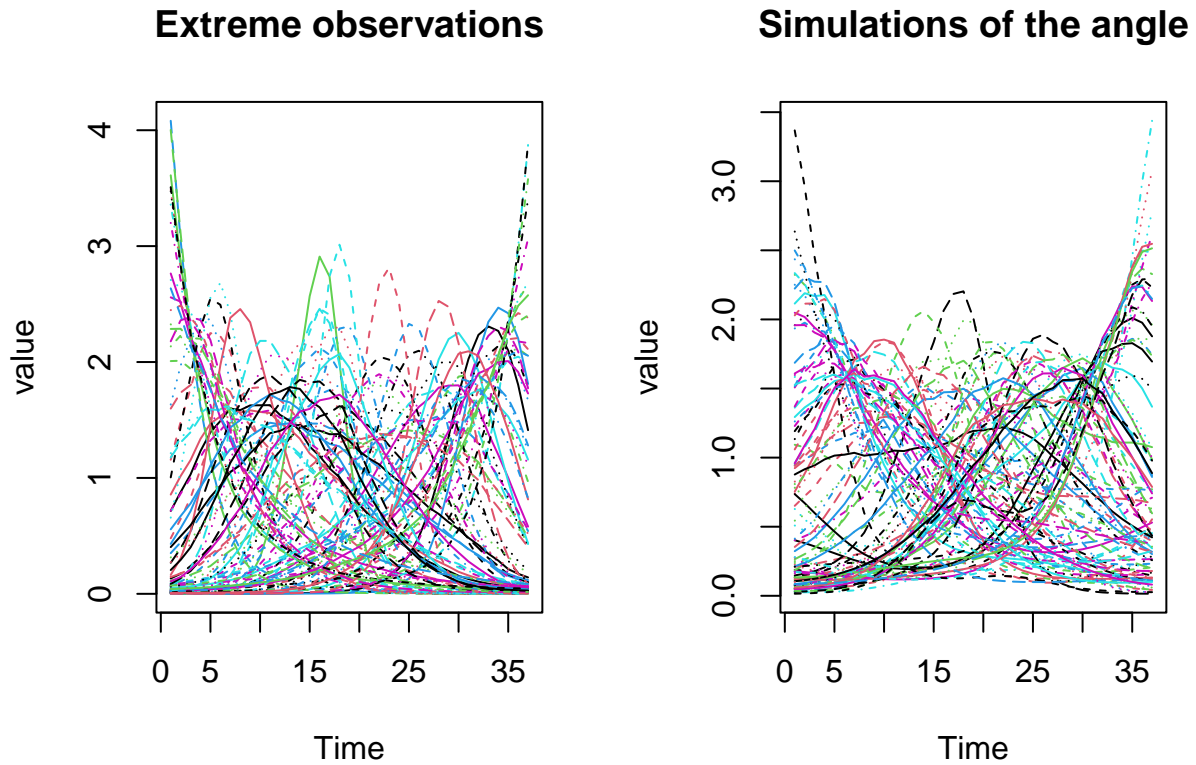 Extreme observations
value
0 1 2 3 4
0 5 15 25 35
Time
Simulations of the angle
value
0.0 1.0 2.0 3.0
0 5 15 25 35
Time